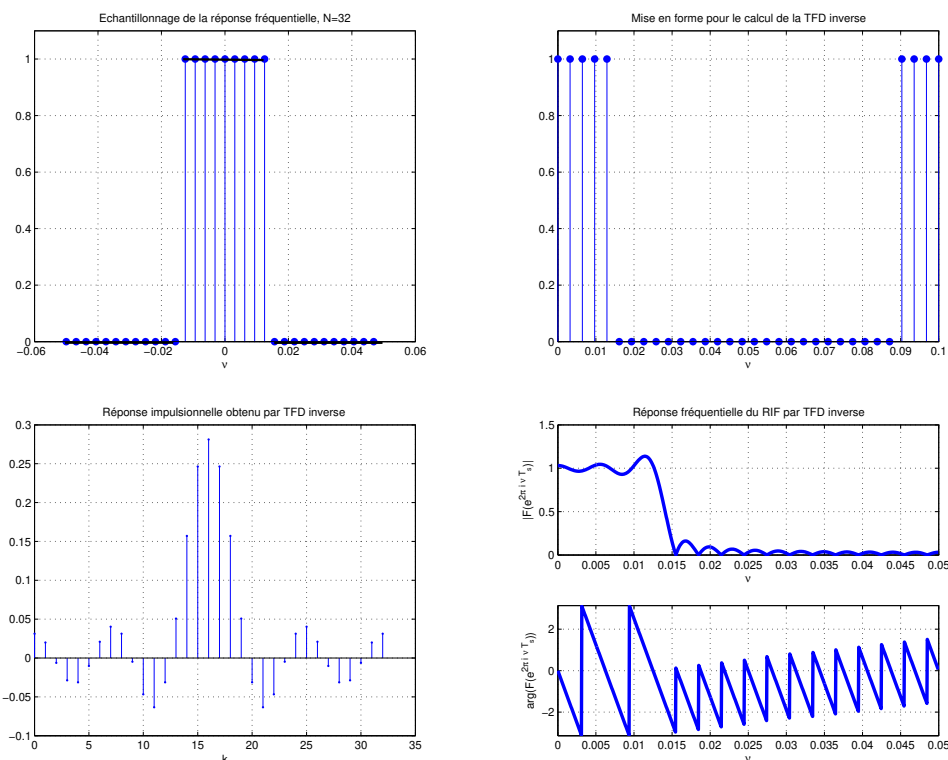 Echantillonnage de la réponse fréquentielle, N=32
1
0.8
0.6
0.4
0.2
0
−0.06 −0.04 −0.02 0 0.02 0.04 0.06
ν
Mise en forme pour le calcul de la TFD inverse
1
0.8
0.6
0.4
0.2
0
0 0.01 0.02 0.03 0.04 0.05 0.06 0.07 0.08 0.09 0.1
ν
Réponse impulsionnelle obtenu par TFD inverse
0.3
0.25
0.2
0.15
0.1
0.05
0
−0.05
−0.1
0 5 10 15 20 25 30 35
k
Réponse fréquentielle du RIF par TFD inverse
|F(e^{2π i ν T_s})|
1.5
1
0.5
0
0 0.005 0.01 0.015 0.02 0.025 0.03 0.035 0.04 0.045 0.05
ν
arg(F(e^{2π i ν T_s}))
2
0
−2
0 0.005 0.01 0.015 0.02 0.025 0.03 0.035 0.04 0.045 0.05
ν